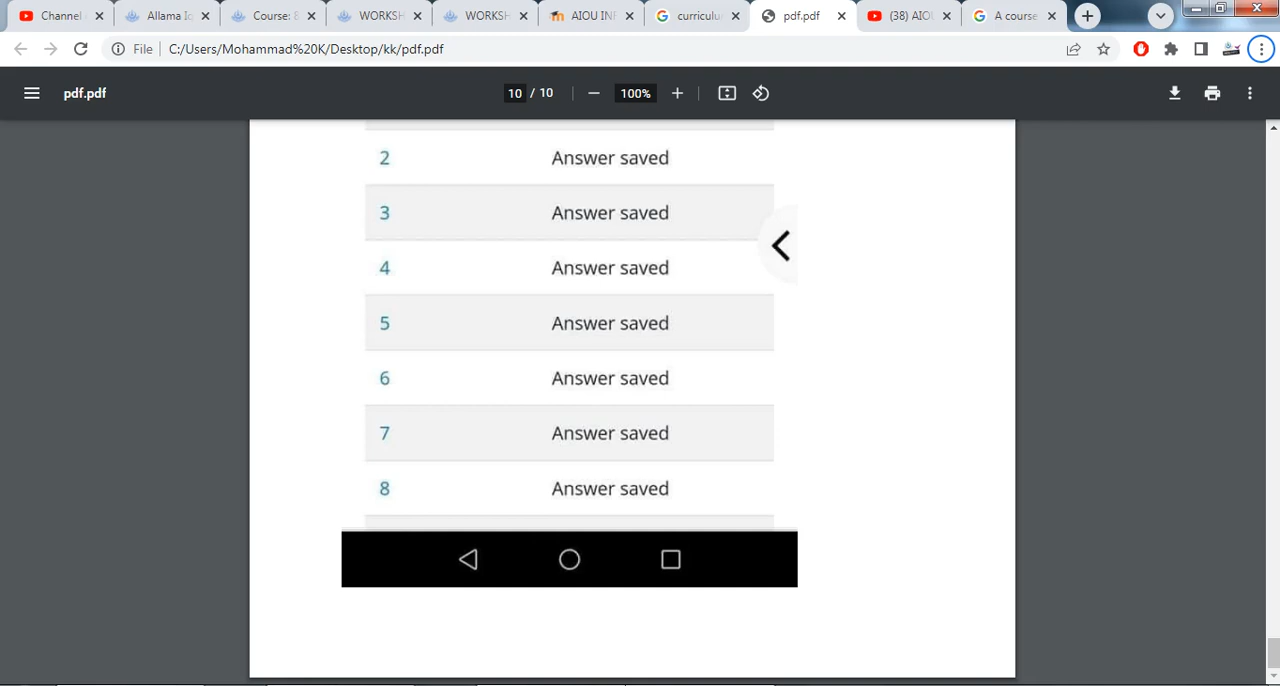 Channel
Allama Ic
Course: 8
WORKSH
WORKSH
AIOU INF
curriculu
pdf.pdf
(38) AIO
A course
File C:/Users/Mohammad%20K/Desktop/kk/pdf.pdf
pdf.pdf 10 / 10 100%
2 Answer saved
3 Answer saved
4 Answer saved
5 Answer saved
6 Answer saved
7 Answer saved
8 Answer saved